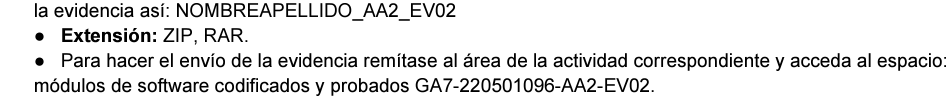 la evidencia así: NOMBREAPELLIDO_AA2_EV02
● Extensión: ZIP, RAR.
● Para hacer el envío de la evidencia remítase al área de la actividad correspondiente y acceda al espacio:
módulos de software codificados y probados GA7-220501096-AA2-EV02.